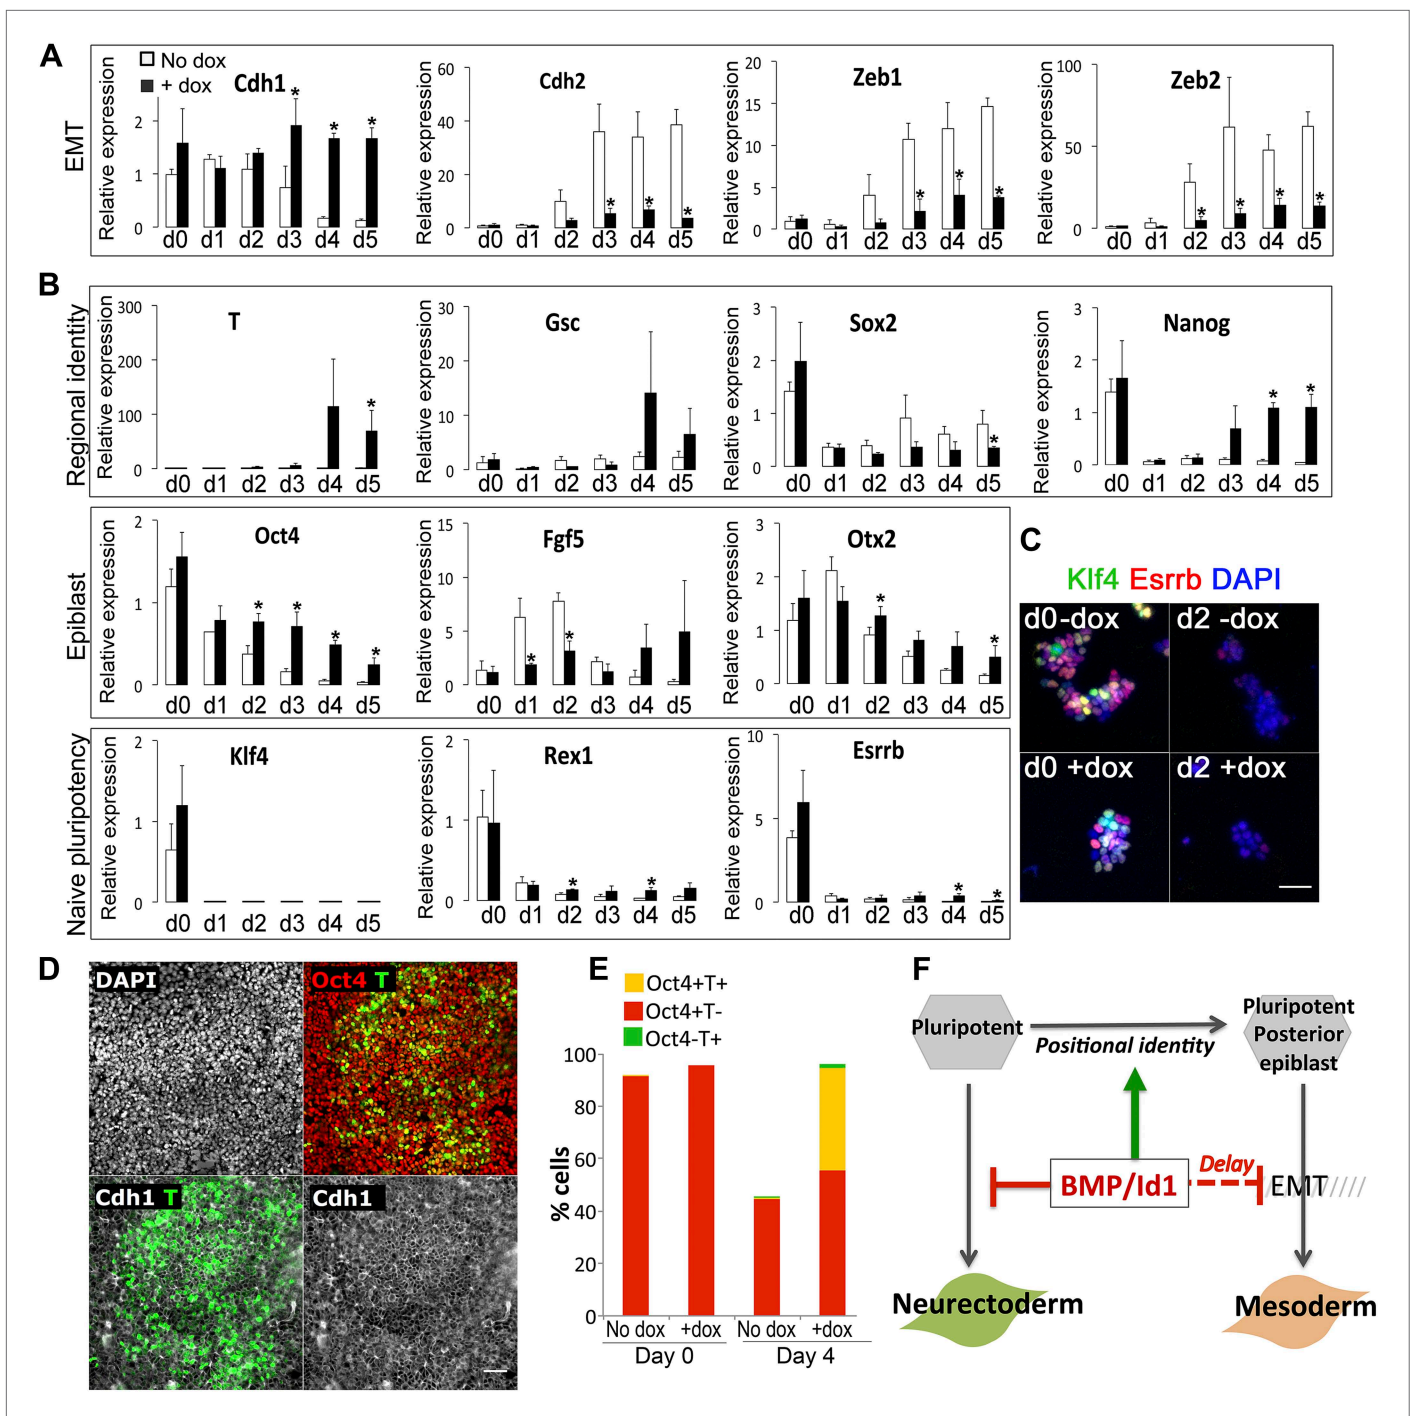 A
No dox
+ dox
EMT
Relative expression
Cdh1
2
1
0
* * *
d0 d1 d2 d3 d4 d5
Relative expression
Cdh2
60
40
20
0
* * *
d0 d1 d2 d3 d4 d5
Relative expression
Zeb1
20
15
10
5
0
* * *
d0 d1 d2 d3 d4 d5
Relative expression
Zeb2
100
50
0
* * * *
d0 d1 d2 d3 d4 d5
B
Regional identity
Relative expression
T
300
200
100
0
*
d0 d1 d2 d3 d4 d5
Relative expression
Gsc
30
20
10
0
d0 d1 d2 d3 d4 d5
Relative expression
Sox2
3
2
1
0
*
d0 d1 d2 d3 d4 d5
Relative expression
Nanog
3
2
1
0
* *
d0 d1 d2 d3 d4 d5
Epiblast
Relative expression
Oct4
2
1
0
* * * *
d0 d1 d2 d3 d4 d5
Relative expression
Fgf5
15
10
5
0
* *
d0 d1 d2 d3 d4 d5
Relative expression
Otx2
3
2
1
0
* *
d0 d1 d2 d3 d4 d5
Naive pluripotency
Relative expression
Klf4
2
1
0
d0 d1 d2 d3 d4 d5
Relative expression
Rex1
2
1
0
* *
d0 d1 d2 d3 d4 d5
Relative expression
Esrrb
10
5
0
* *
d0 d1 d2 d3 d4 d5
C
Klf4 Esrrb DAPI
d0-dox
d2 -dox
d0 +dox
d2 +dox
D
DAPI
Oct4 T
Cdh1 T
Cdh1
E
Oct4+T+
Oct4+T-
Oct4-T+
% cells
100
80
60
40
20
0
No dox +dox No dox +dox
Day 0 Day 4
F
Pluripotent
Positional identity
Pluripotent
Posterior
epiblast
BMP/Id1
Delay
EMT
Neurectoderm
Mesoderm